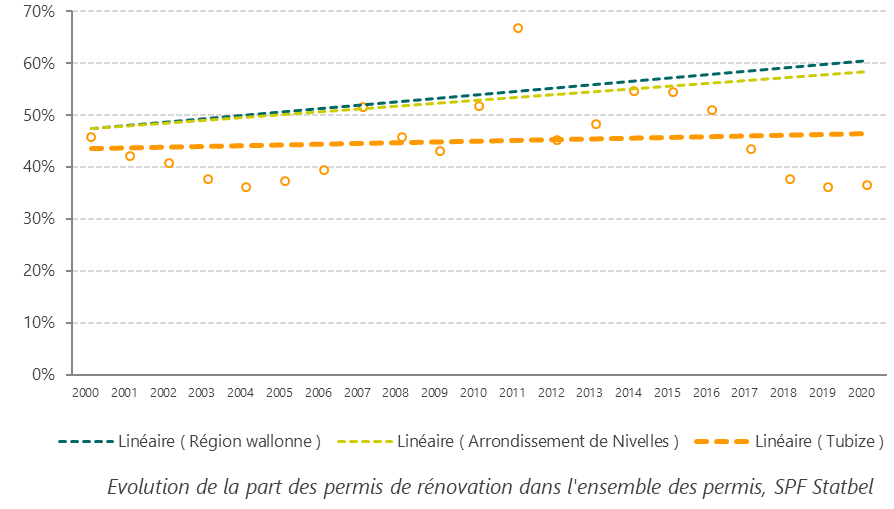 70%
60%
50%
40%
30%
20%
10%
0%
2000 2001 2002 2003 2004 2005 2006 2007 2008 2009 2010 2011 2012 2013 2014 2015 2016 2017 2018 2019 2020
Linéaire ( Région wallonne ) Linéaire ( Arrondissement de Nivelles ) Linéaire ( Tubize )
Evolution de la part des permis de rénovation dans l'ensemble des permis, SPF Statbel